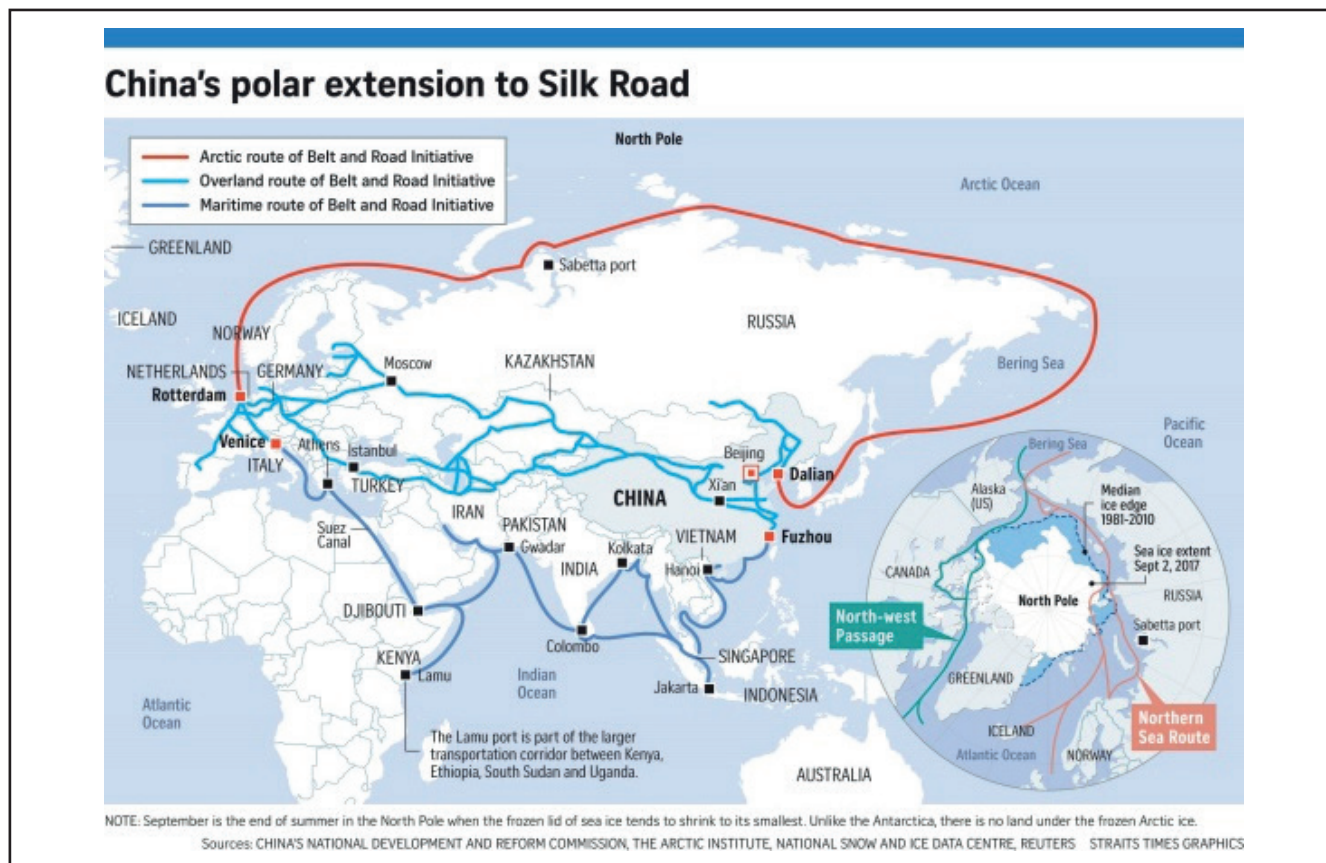 China's polar extension to Silk Road
Arctic route of Belt and Road Initiative
Overland route of Belt and Road Initiative
Maritime route of Belt and Road Initiative
North Pole
Arctic Ocean
GREENLAND
Sabetta port
ICELAND
NORWAY
RUSSIA
Bering Sea
NETHERLANDS
GERMANY
Moscow
KAZAKHSTAN
Rotterdam
Pacific
Ocean
Venice
Athens
Istanbul
ITALY
TURKEY
Beijing
Dalian
Xi'an
CHINA
IRAN
Suez
Canal
PAKISTAN
Gwadar
Kolkata
INDIA
VIETNAM
Hanoi
Fuzhou
DJIBOUTI
KENYA
Lamu
Colombo
SINGAPORE
Jakarta
INDONESIA
Indian
Ocean
Atlantic
Ocean
The Lamu port is part of the larger
transportation corridor between Kenya,
Ethiopia, South Sudan and Uganda.
AUSTRALIA
Bering Sea
Alaska
(US)
Median
ice edge
1981-2010
Sea ice extent
Sept 2, 2017
CANADA
North Pole
RUSSIA
North-west
Passage
Sabetta port
GREENLAND
ICELAND
Northern
Sea Route
Atlantic Ocean
NORWAY
NOTE: September is the end of summer in the North Pole when the frozen lid of sea ice tends to shrink to its smallest. Unlike the Antarctica, there is no land under the frozen Arctic ice.
Sources: CHINA'S NATIONAL DEVELOPMENT AND REFORM COMMISSION, THE ARCTIC INSTITUTE, NATIONAL SNOW AND ICE DATA CENTRE, REUTERS STRAITS TIMES GRAPHICS